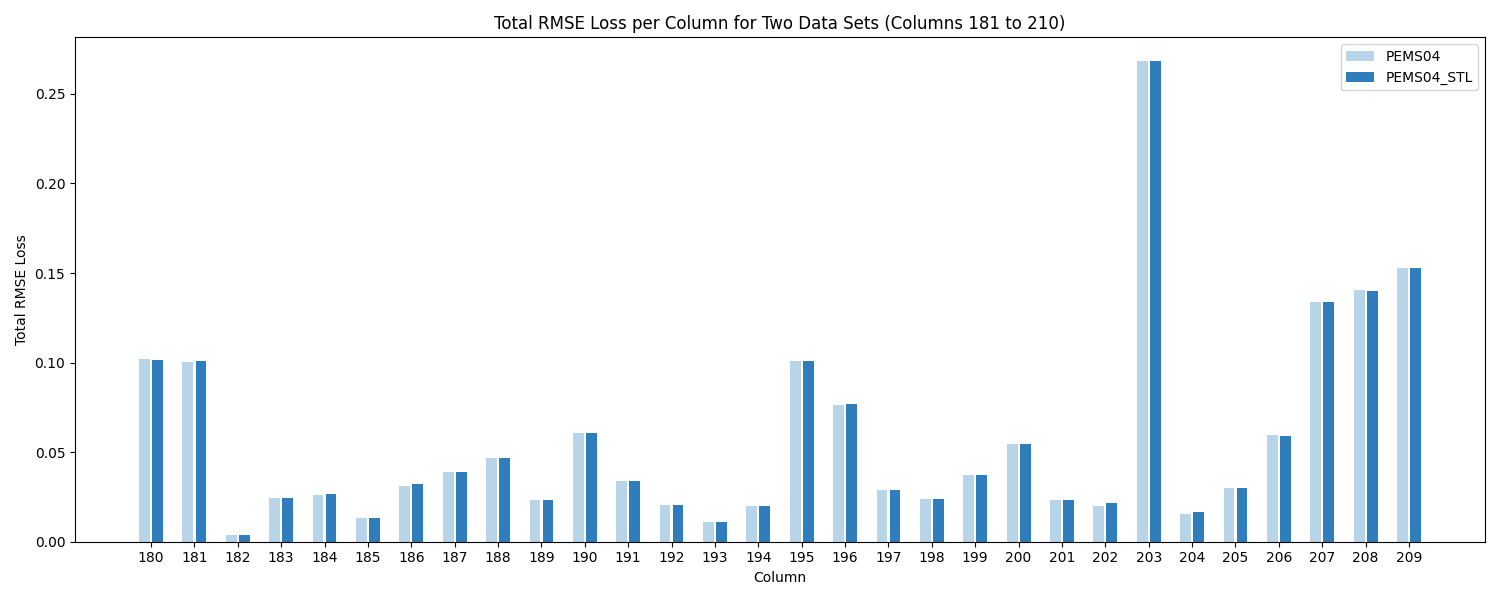 Total RMSE Loss per Column for Two Data Sets (Columns 181 to 210)
PEMS04
PEMS04_STL
Total RMSE Loss
0.25
0.20
0.15
0.10
0.05
0.00
180 181 182 183 184 185 186 187 188 189 190 191 192 193 194 195 196 197 198 199 200 201 202 203 204 205 206 207 208 209
Column